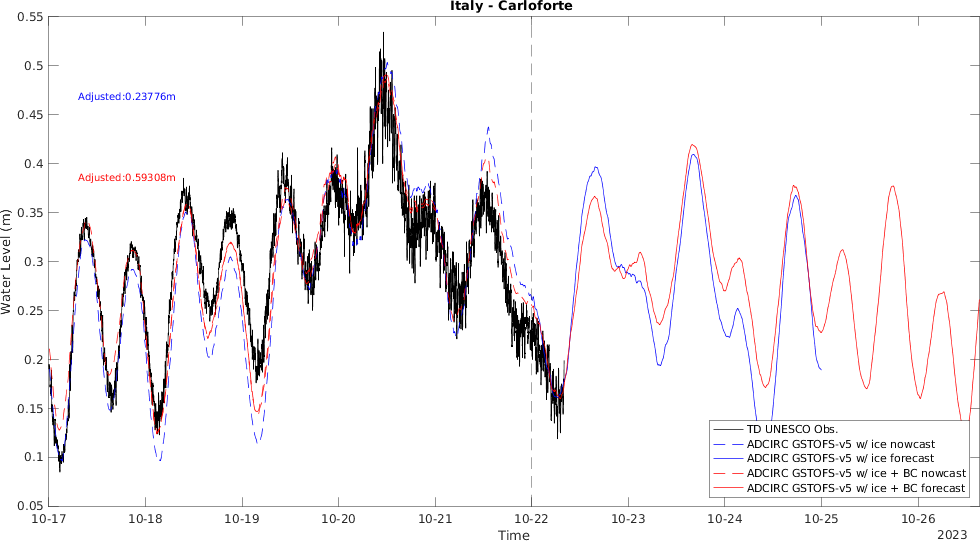 Italy - Carloforte
0.55
0.5
0.45
0.4
0.35
0.3
0.25
0.2
0.15
0.1
0.05
Water Level (m)
Adjusted:0.23776m
Adjusted:0.59308m
TD UNESCO Obs.
ADCIRC GSTOFS-v5 w/ ice nowcast
ADCIRC GSTOFS-v5 w/ ice forecast
ADCIRC GSTOFS-v5 w/ ice + BC nowcast
ADCIRC GSTOFS-v5 w/ ice + BC forecast
10-17 10-18 10-19 10-20 10-21 10-22 10-23 10-24 10-25 10-26
Time
2023